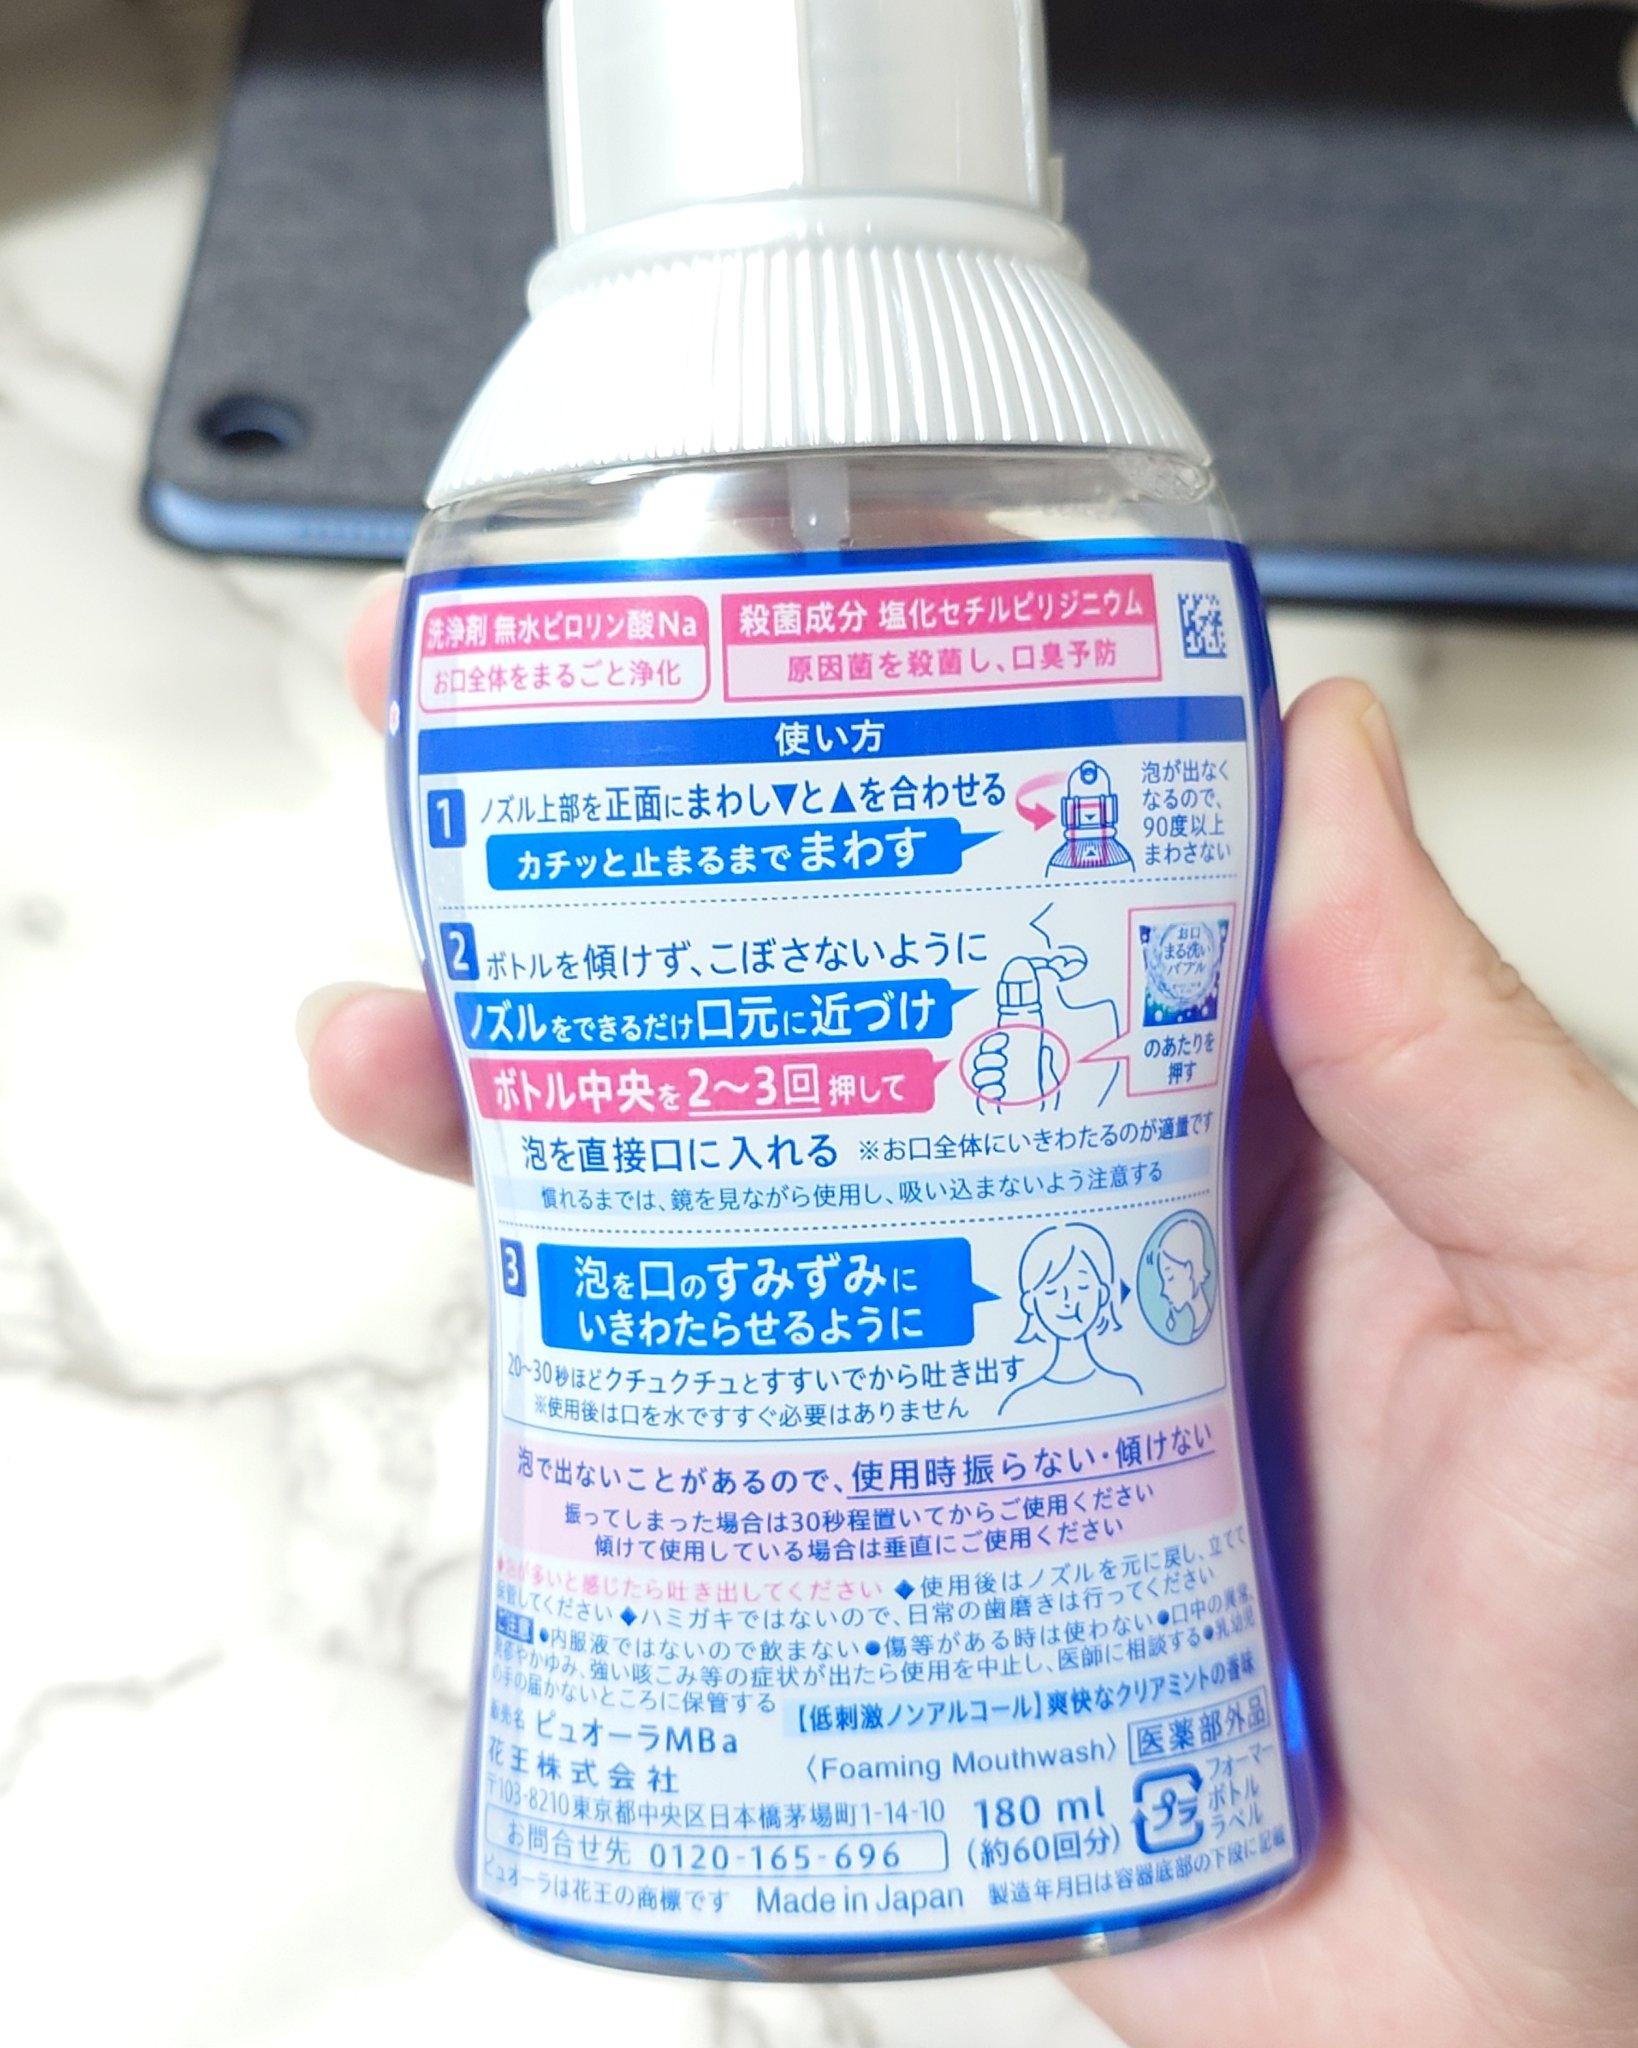 洗浄剤 無水ピロリン酸Na
お口全体をまるごと浄化
殺菌成分 塩化セチルピリジニウム
原因菌を殺菌し、口臭予防
使い方
1
ノズル上部を正面にまわし▼と▲を合わせる
カチッと止まるまでまわす
泡が出なく
なるので、
90度以上
まわさない
2
ボトルを傾けず、こぼさないように
ノズルをできるだけ口元に近づけ
ボトル中央を2〜3回押して
お口
まる洗い
バブル
のあたりを
押す
泡を直接口に入れる ※お口全体にいきわたるのが適量です
慣れるまでは、鏡を見ながら使用し、吸い込まないよう注意する
3
泡を口のすみずみに
いきわたらせるように
20〜30秒ほどクチュクチュとすすいでから吐き出す
※使用後は口を水ですすぐ必要はありません
泡で出ないことがあるので、使用時振らない・傾けない
振ってしまった場合は30秒程置いてからご使用ください
傾けて使用している場合は垂直にご使用ください
◆泡が多いと感じたら吐き出してください ◆使用後はノズルを元に戻し、立てて
保管してください ◆ハミガキではないので、日常の歯磨きは行ってください
ご注意 ●内服液ではないので飲まない ●傷等がある時は使わない ●口中の異常、
発疹やかゆみ、強い咳こみ等の症状が出たら使用を中止し、医師に相談する ●乳幼児
の手の届かないところに保管する
【低刺激ノンアルコール】爽快なクリアミントの香味
販売名 ピュオーラMBa
〈Foaming Mouthwash〉 医薬部外品
花王株式会社
〒103-8210東京都中央区日本橋茅場町1-14-10
お問合せ先 0120-165-696
180 ml
(約60回分)
プラ
フォーマー
ボトル
ラベル
ピュオーラは花王の商標です Made in Japan 製造年月日は容器底部の下段に記載